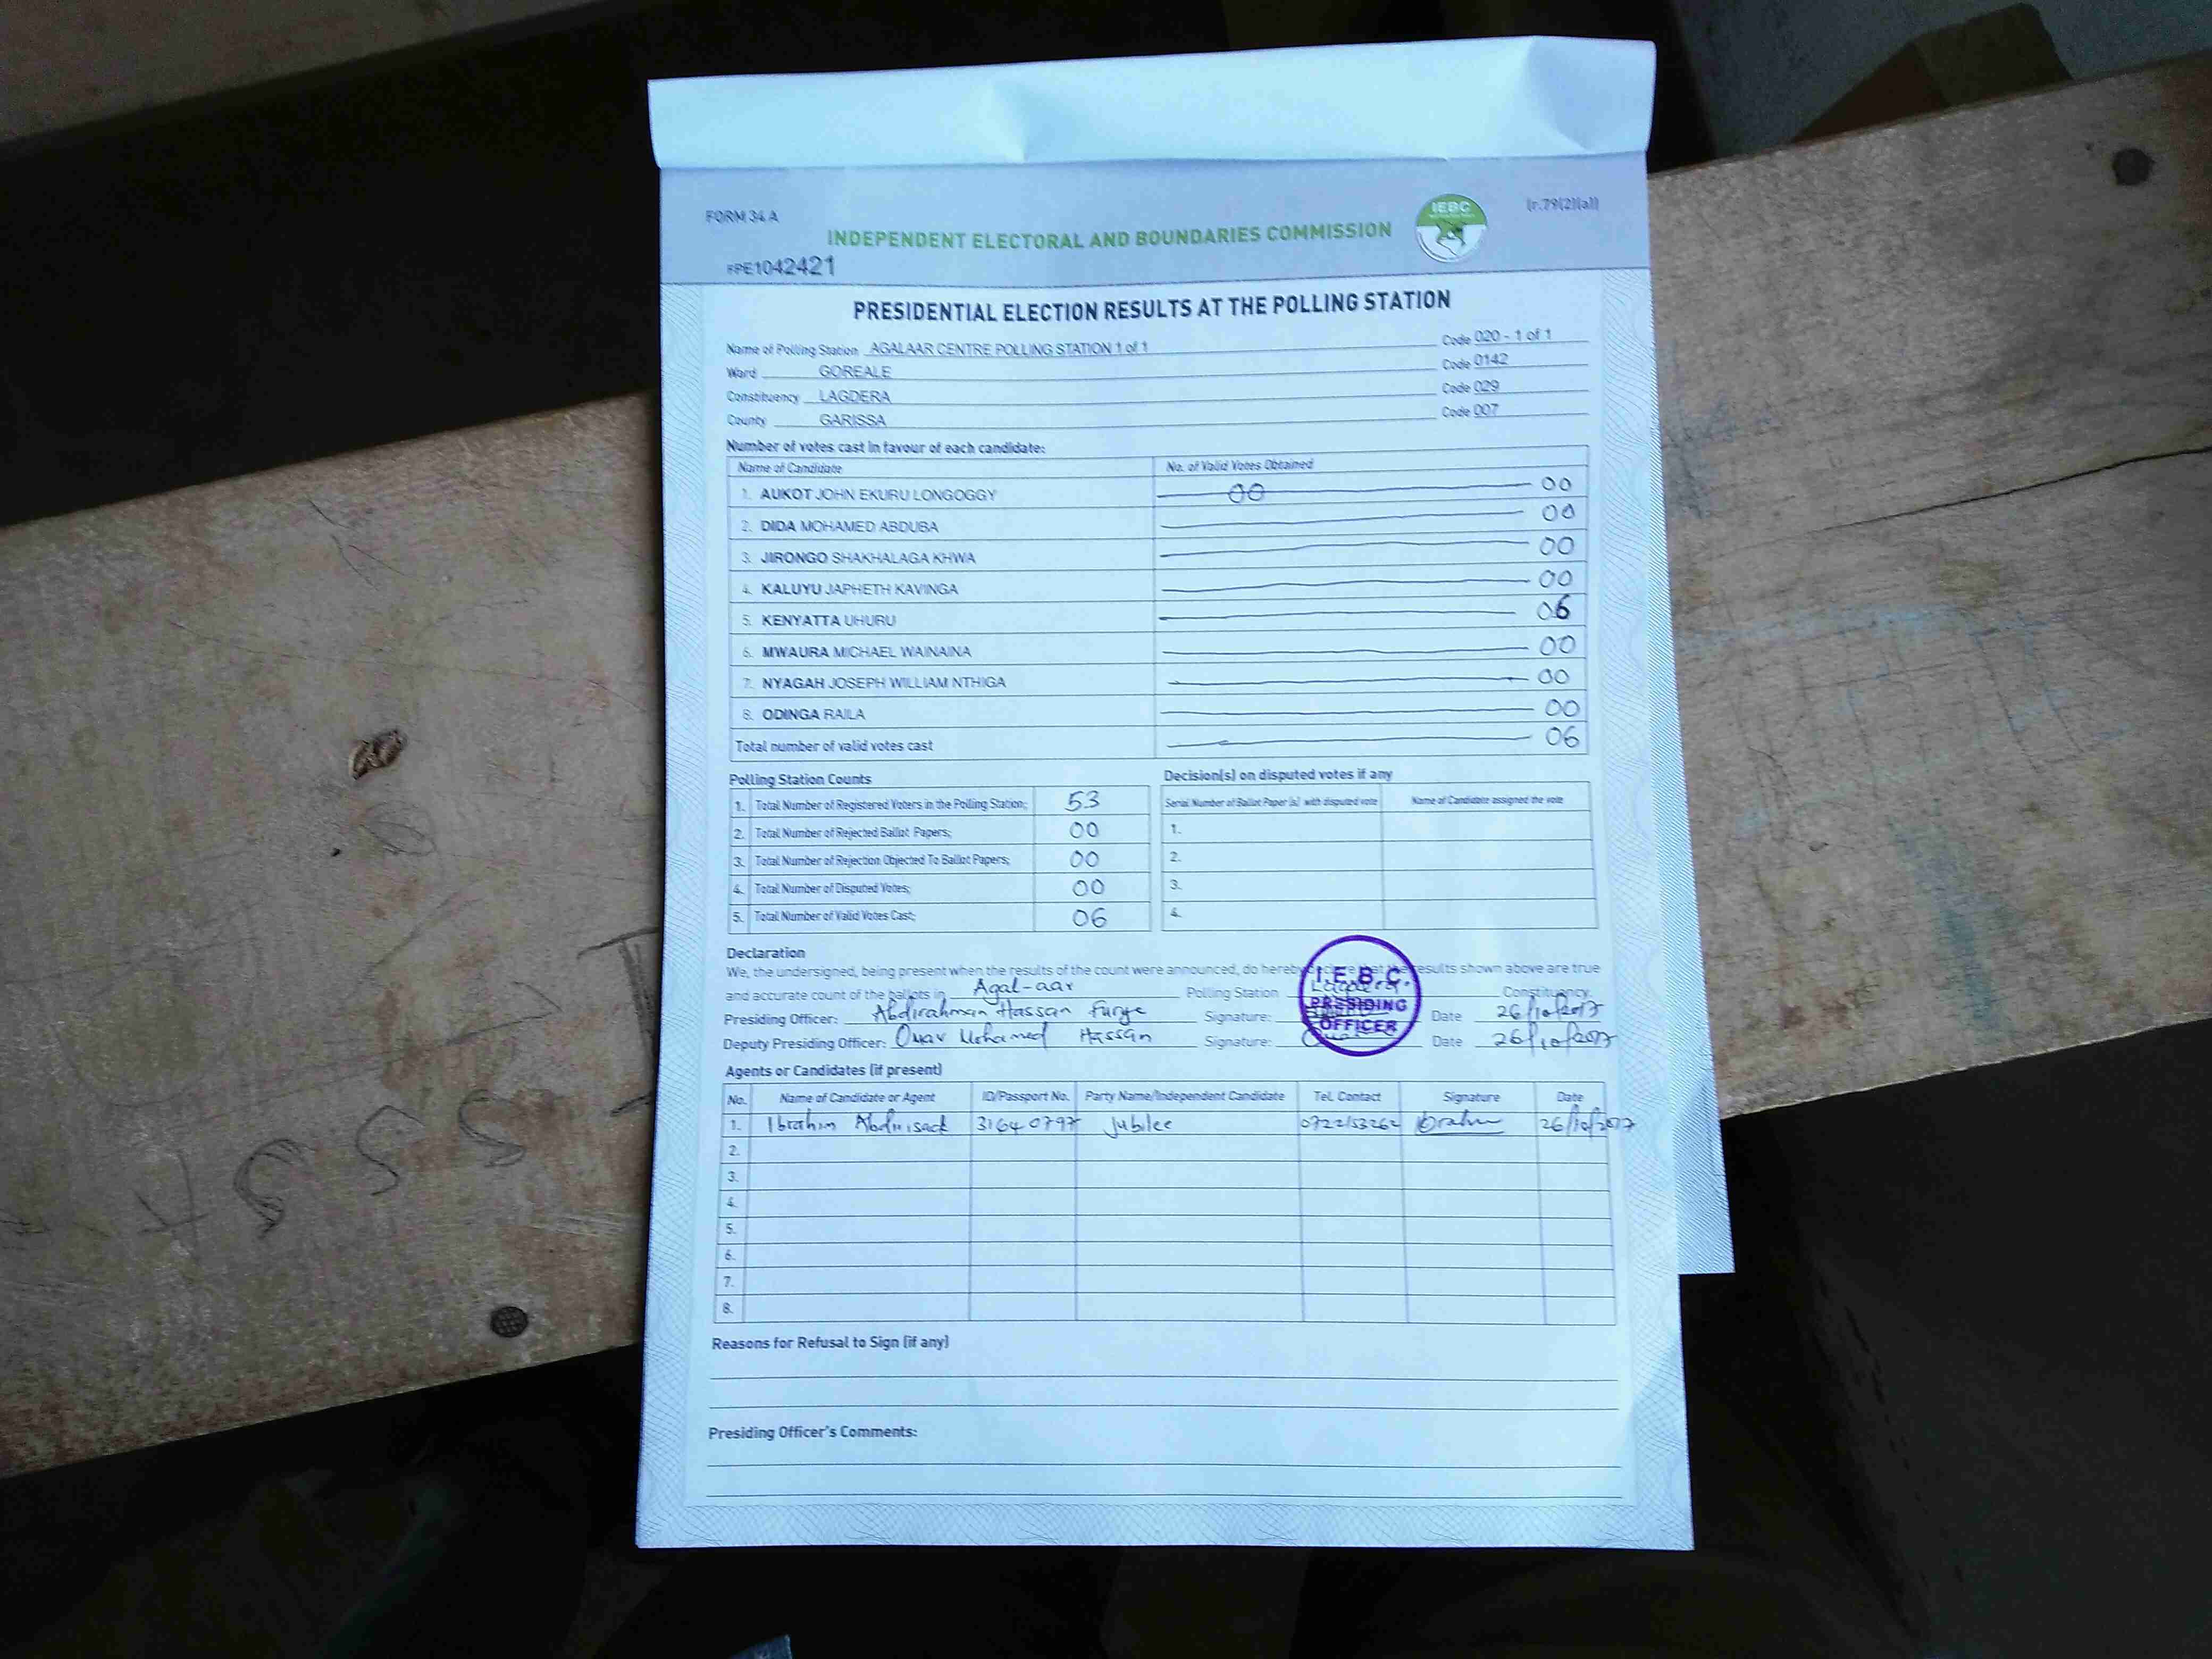 FORM 34 A
INDEPENDENT ELECTORAL AND BOUNDARIES COMMISSION
IEBC
(r.79(2)(a))
FPE1042421
PRESIDENTIAL ELECTION RESULTS AT THE POLLING STATION
Name of Polling Station AGALAAR CENTRE POLLING STATION 1 of 1 Code 020 - 1 of 1
Ward GOREALE Code 0142
Constituency LAGDERA Code 029
County GARISSA Code 007
Number of votes cast in favour of each candidate:
Name of Candidate No. of Valid Votes Obtained
1. AUKOT JOHN EKURU LONGOGGY 00 00
2. DIDA MOHAMED ABDUBA 00
3. JIRONGO SHAKHALAGA KHWA 00
4. KALUYU JAPHETH KAVINGA 00
5. KENYATTA UHURU 06
6. MWAURA MICHAEL WAINAINA 00
7. NYAGAH JOSEPH WILLIAM NTHIGA 00
8. ODINGA RAILA 00
Total number of valid votes cast 06
Polling Station Counts Decision(s) on disputed votes if any
1. Total Number of Registered Voters in the Polling Station; 53 Serial Number of Ballot Paper (s) with disputed vote Name of Candidate assigned the vote
2. Total Number of Rejected Ballot Papers; 00 1.
3. Total Number of Rejection Objected To Ballot Papers; 00 2.
4. Total Number of Disputed Votes; 00 3.
5. Total Number of Valid Votes Cast; 06 4.
Declaration
We, the undersigned, being present when the results of the count were announced, do hereby declare that the results shown above are true
and accurate count of the ballots in Agal-aar Polling Station Constituency
Presiding Officer: Abdirahman Hassan Furge Signature: Date 26/10/2017
Deputy Presiding Officer: Omar Mohamed Hassan Signature: Date 26/10/2017
I.E.B.C
PRESIDING
OFFICER
Agents or Candidates (if present)
No. Name of Candidate or Agent ID/Passport No. Party Name/Independent Candidate Tel. Contact Signature Date
1. Ibrahim 31640797 Jubilee 0722153262 26/10/2017
2.
3.
4.
5.
6.
7.
8.
Reasons for Refusal to Sign (if any)
Presiding Officer's Comments: